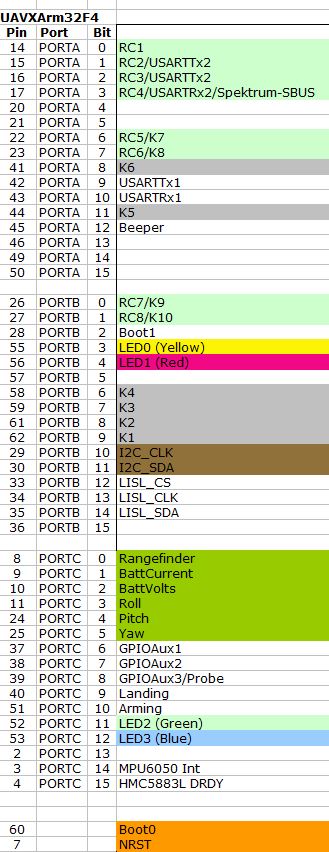 UAVXArm32F4
Pin Port Bit
14 PORTA 0 RC1
15 PORTA 1 RC2/USARTTx2
16 PORTA 2 RC3/USARTTx2
17 PORTA 3 RC4/USARTRx2/Spektrum-SBUS
20 PORTA 4
21 PORTA 5
22 PORTA 6 RC5/K7
23 PORTA 7 RC6/K8
41 PORTA 8 K6
42 PORTA 9 USARTTx1
43 PORTA 10 USARTRx1
44 PORTA 11 K5
45 PORTA 12 Beeper
46 PORTA 13
49 PORTA 14
50 PORTA 15
26 PORTB 0 RC7/K9
27 PORTB 1 RC8/K10
28 PORTB 2 Boot1
55 PORTB 3 LED0 (Yellow)
56 PORTB 4 LED1 (Red)
57 PORTB 5
58 PORTB 6 K4
59 PORTB 7 K3
61 PORTB 8 K2
62 PORTB 9 K1
29 PORTB 10 I2C_CLK
30 PORTB 11 I2C_SDA
33 PORTB 12 LISL_CS
34 PORTB 13 LISL_CLK
35 PORTB 14 LISL_SDA
36 PORTB 15
8 PORTC 0 Rangefinder
9 PORTC 1 BattCurrent
10 PORTC 2 BattVolts
11 PORTC 3 Roll
24 PORTC 4 Pitch
25 PORTC 5 Yaw
37 PORTC 6 GPIOAux1
38 PORTC 7 GPIOAux2
39 PORTC 8 GPIOAux3/Probe
40 PORTC 9 Landing
51 PORTC 10 Arming
52 PORTC 11 LED2 (Green)
53 PORTC 12 LED3 (Blue)
2 PORTC 13
3 PORTC 14 MPU6050 Int
4 PORTC 15 HMC5883L DRDY
60 Boot0
7 NRST